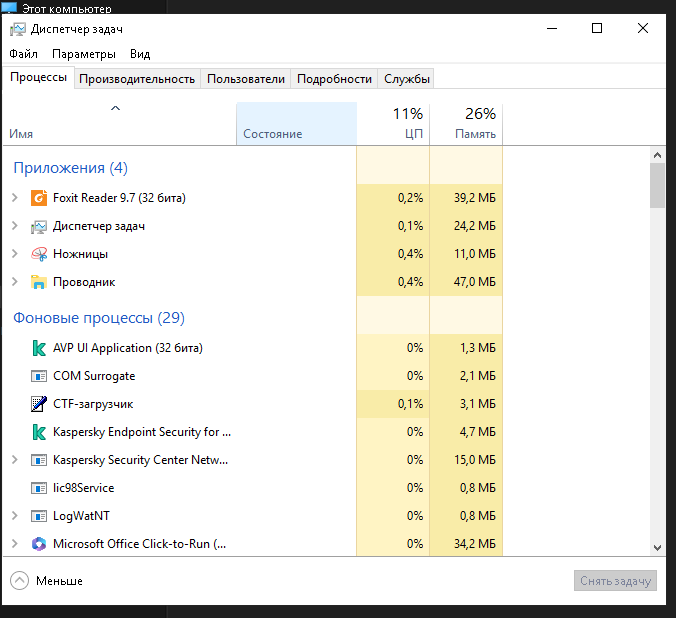 Этот компьютер
Диспетчер задач
Файл Параметры Вид
Процессы Производительность Пользователи Подробности Службы
11% 26%
Имя Состояние ЦП Память
Приложения (4)
Foxit Reader 9.7 (32 бита) 0,2% 39,2 МБ
Диспетчер задач 0,1% 24,2 МБ
Ножницы 0,4% 11,0 МБ
Проводник 0,4% 47,0 МБ
Фоновые процессы (29)
AVP UI Application (32 бита) 0% 1,3 МБ
COM Surrogate 0% 2,1 МБ
CTF-загрузчик 0,1% 3,1 МБ
Kaspersky Endpoint Security for ... 0% 4,7 МБ
Kaspersky Security Center Netw... 0% 15,0 МБ
lic98Service 0% 0,8 МБ
LogWatNT 0% 0,8 МБ
Microsoft Office Click-to-Run (... 0% 34,2 МБ
Меньше Снять задачу